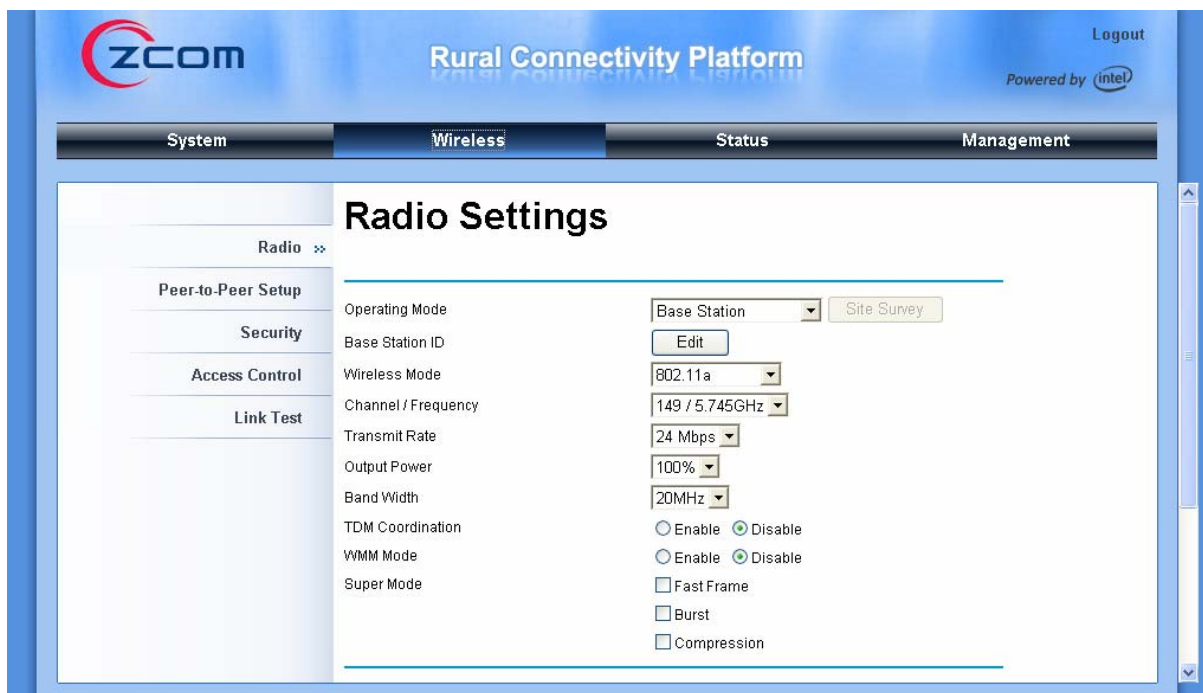 zcom
Rural Connectivity Platform
Logout
Powered by intel
System Wireless Status Management
Radio »
Peer-to-Peer Setup
Security
Access Control
Link Test
Radio Settings
Operating Mode Base Station Site Survey
Base Station ID Edit
Wireless Mode 802.11a
Channel / Frequency 149 / 5.745GHz
Transmit Rate 24 Mbps
Output Power 100%
Band Width 20MHz
TDM Coordination Enable Disable
WMM Mode Enable Disable
Super Mode Fast Frame
Burst
Compression